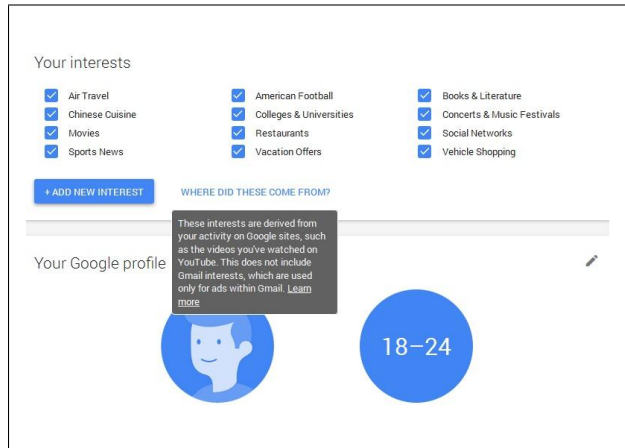 Your interests
Air Travel American Football Books & Literature
Chinese Cuisine Colleges & Universities Concerts & Music Festivals
Movies Restaurants Social Networks
Sports News Vacation Offers Vehicle Shopping
+ ADD NEW INTEREST WHERE DID THESE COME FROM?
These interests are derived from
your activity on Google sites, such
as the videos you've watched on
YouTube. This does not include
Gmail interests, which are used
only for ads within Gmail. Learn
more
Your Google profile
18–24